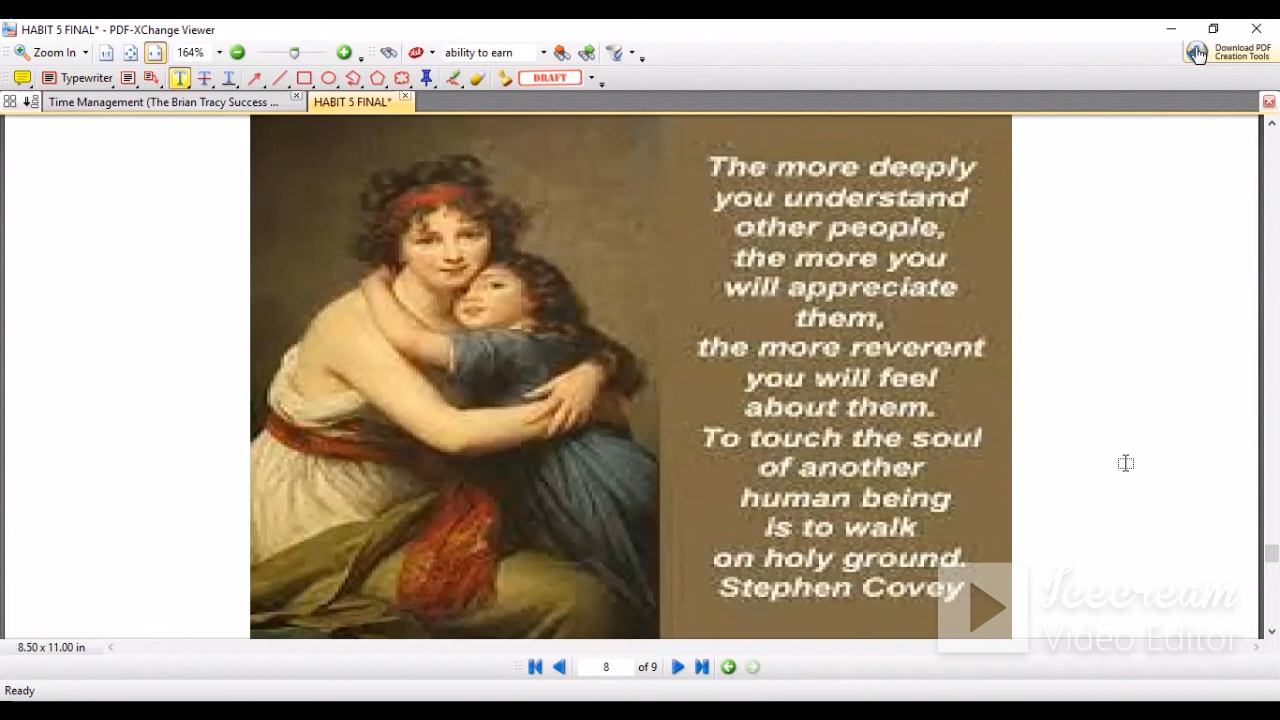 HABIT 5 FINAL* - PDF-XChange Viewer
Zoom In 164% ability to earn Download PDF
Creation Tools
Typewriter DRAFT
Time Management (The Brian Tracy Success ... HABIT 5 FINAL*
The more deeply
you understand
other people,
the more you
will appreciate
them,
the more reverent
you will feel
about them.
To touch the soul
of another
human being
is to walk
on holy ground.
Stephen Covey
Icecream
Video Editor
8.50 x 11.00 in
8 of 9
Ready